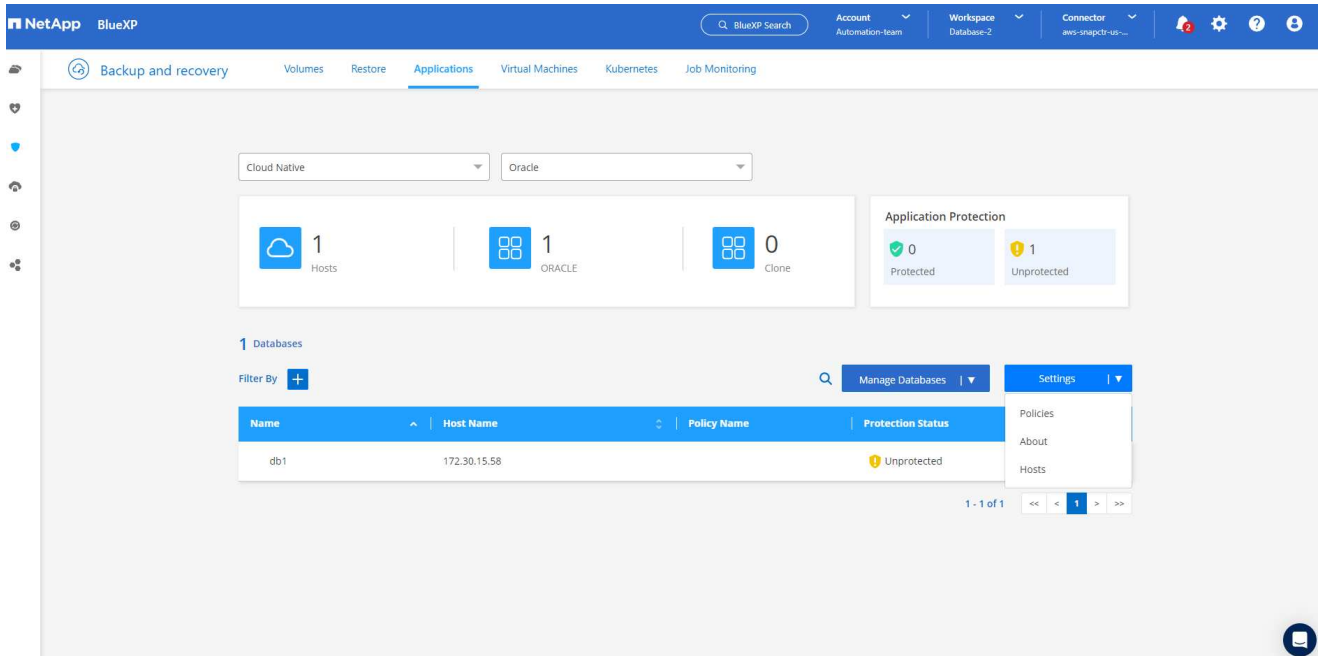 NetApp BlueXP
BlueXP Search
Account
Automation-team
Workspace
Database-2
Connector
aws-snapctr-us-...
2
Backup and recovery
Volumes
Restore
Applications
Virtual Machines
Kubernetes
Job Monitoring
Cloud Native
Oracle
1
Hosts
1
ORACLE
0
Clone
Application Protection
0
Protected
1
Unprotected
1 Databases
Filter By
Manage Databases
Settings
Policies
About
Hosts
Name
Host Name
Policy Name
Protection Status
db1
172.30.15.58
Unprotected
1 - 1 of 1
<< < 1 > >>